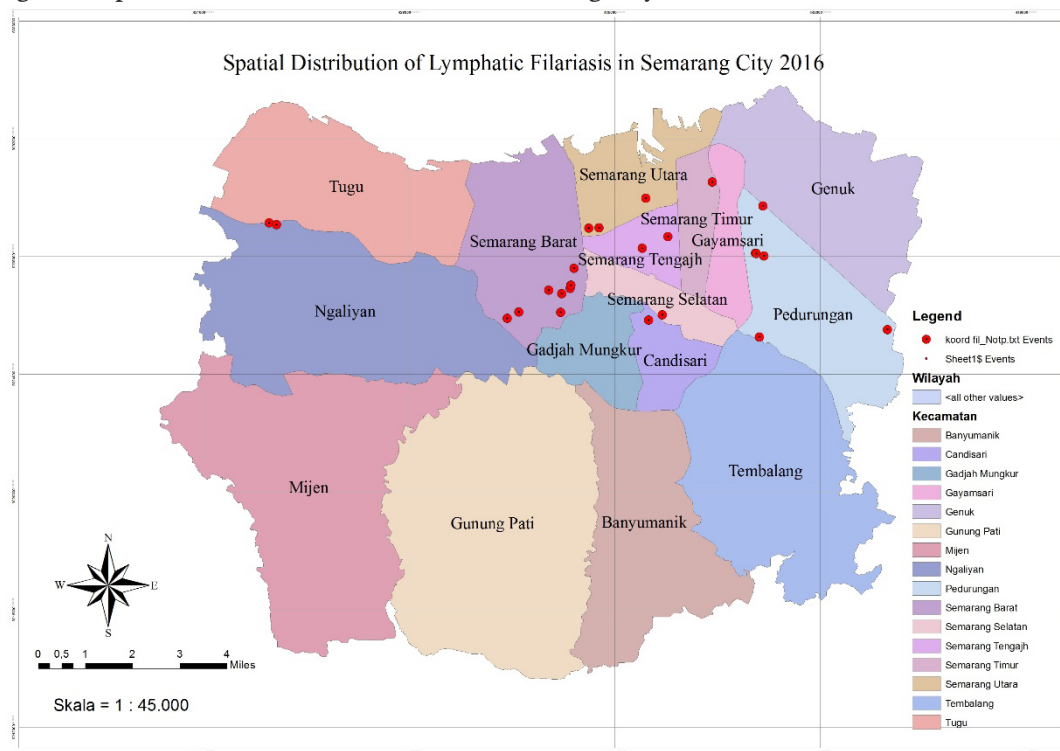 Spatial Distribution of Lymphatic Filariasis in Semarang City 2016
Semarang Utara
Genuk
Tugu
Semarang Timur
Semarang Barat
Gayamsari
Semarang Tengajh
Ngaliyan
Semarang Selatan
Pedurungan
Gadjah Mungkur
Candisari
Tembalang
Mijen
Gunung Pati
Banyumanik
N
W
E
S
0 0,5 1 2 3 4
Miles
Skala = 1 : 45.000
Legend
koord fil_Notp.txt Events
Sheet1$ Events
Wilayah
<all other values>
Kecamatan
Banyumanik
Candisari
Gadjah Mungkur
Gayamsari
Genuk
Gunung Pati
Mijen
Ngaliyan
Pedurungan
Semarang Barat
Semarang Selatan
Semarang Tengajh
Semarang Timur
Semarang Utara
Tembalang
Tugu